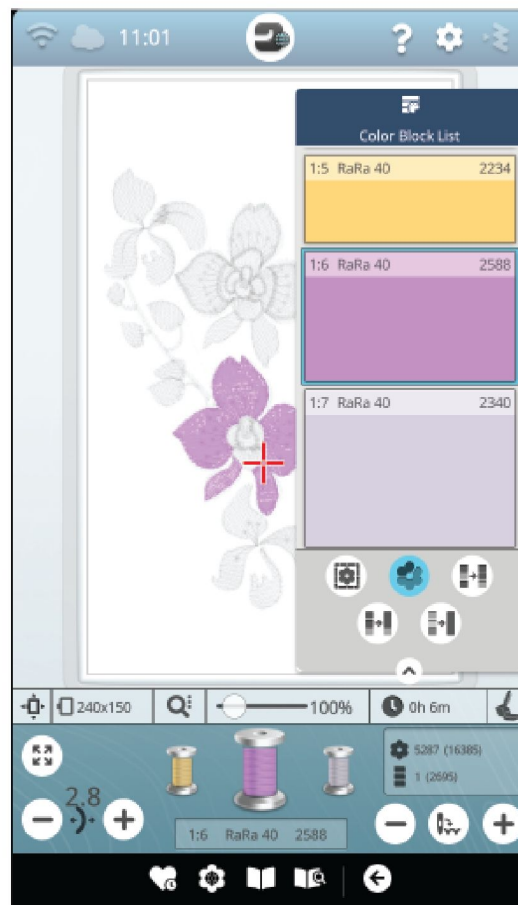 11:01
?
Color Block List
1:5 RaRa 40 2234
1:6 RaRa 40 2588
1:7 RaRa 40 2340
240x150
100%
0h 6m
5287 (16385)
1 (2695)
2.8
1:6 RaRa 40 2588